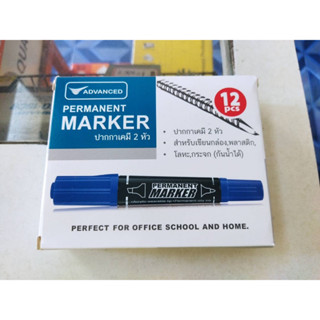 ADVANCED
PERMANENT
MARKER
ปากกาเคมี 2 หัว
12
pcs
• ปากกาเคมี 2 หัว
• สำหรับเขียนกล่อง,พลาสติก,
• โลหะ,กระจก (กันน้ำได้)
PERMANENT
MARKER
PERFECT FOR OFFICE SCHOOL AND HOME.